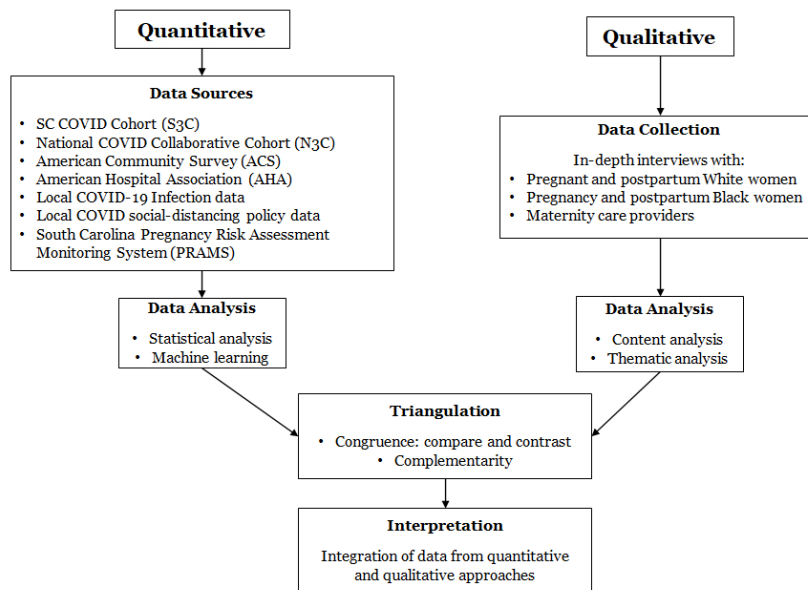 Quantitative
Data Sources
• SC COVID Cohort (S3C)
• National COVID Collaborative Cohort (N3C)
• American Community Survey (ACS)
• American Hospital Association (AHA)
• Local COVID-19 Infection data
• Local COVID social-distancing policy data
• South Carolina Pregnancy Risk Assessment
Monitoring System (PRAMS)
Data Analysis
• Statistical analysis
• Machine learning
Qualitative
Data Collection
In-depth interviews with:
• Pregnant and postpartum White women
• Pregnancy and postpartum Black women
• Maternity care providers
Data Analysis
• Content analysis
• Thematic analysis
Triangulation
• Congruence: compare and contrast
• Complementarity
Interpretation
Integration of data from quantitative
and qualitative approaches